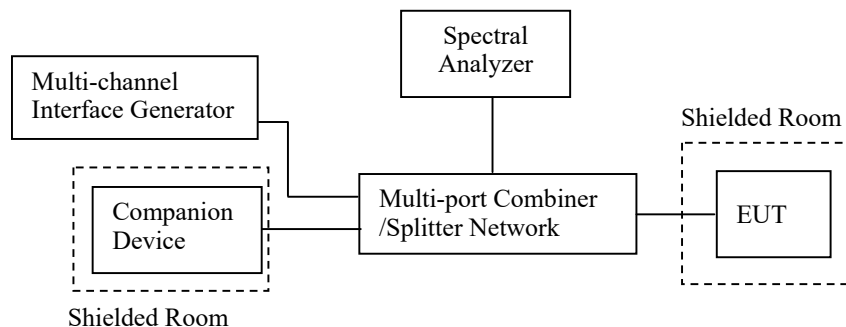 Spectral
Analyzer
Multi-channel
Interface Generator
Shielded Room
Companion
Device
Multi-port Combiner
/Splitter Network
EUT
Shielded Room